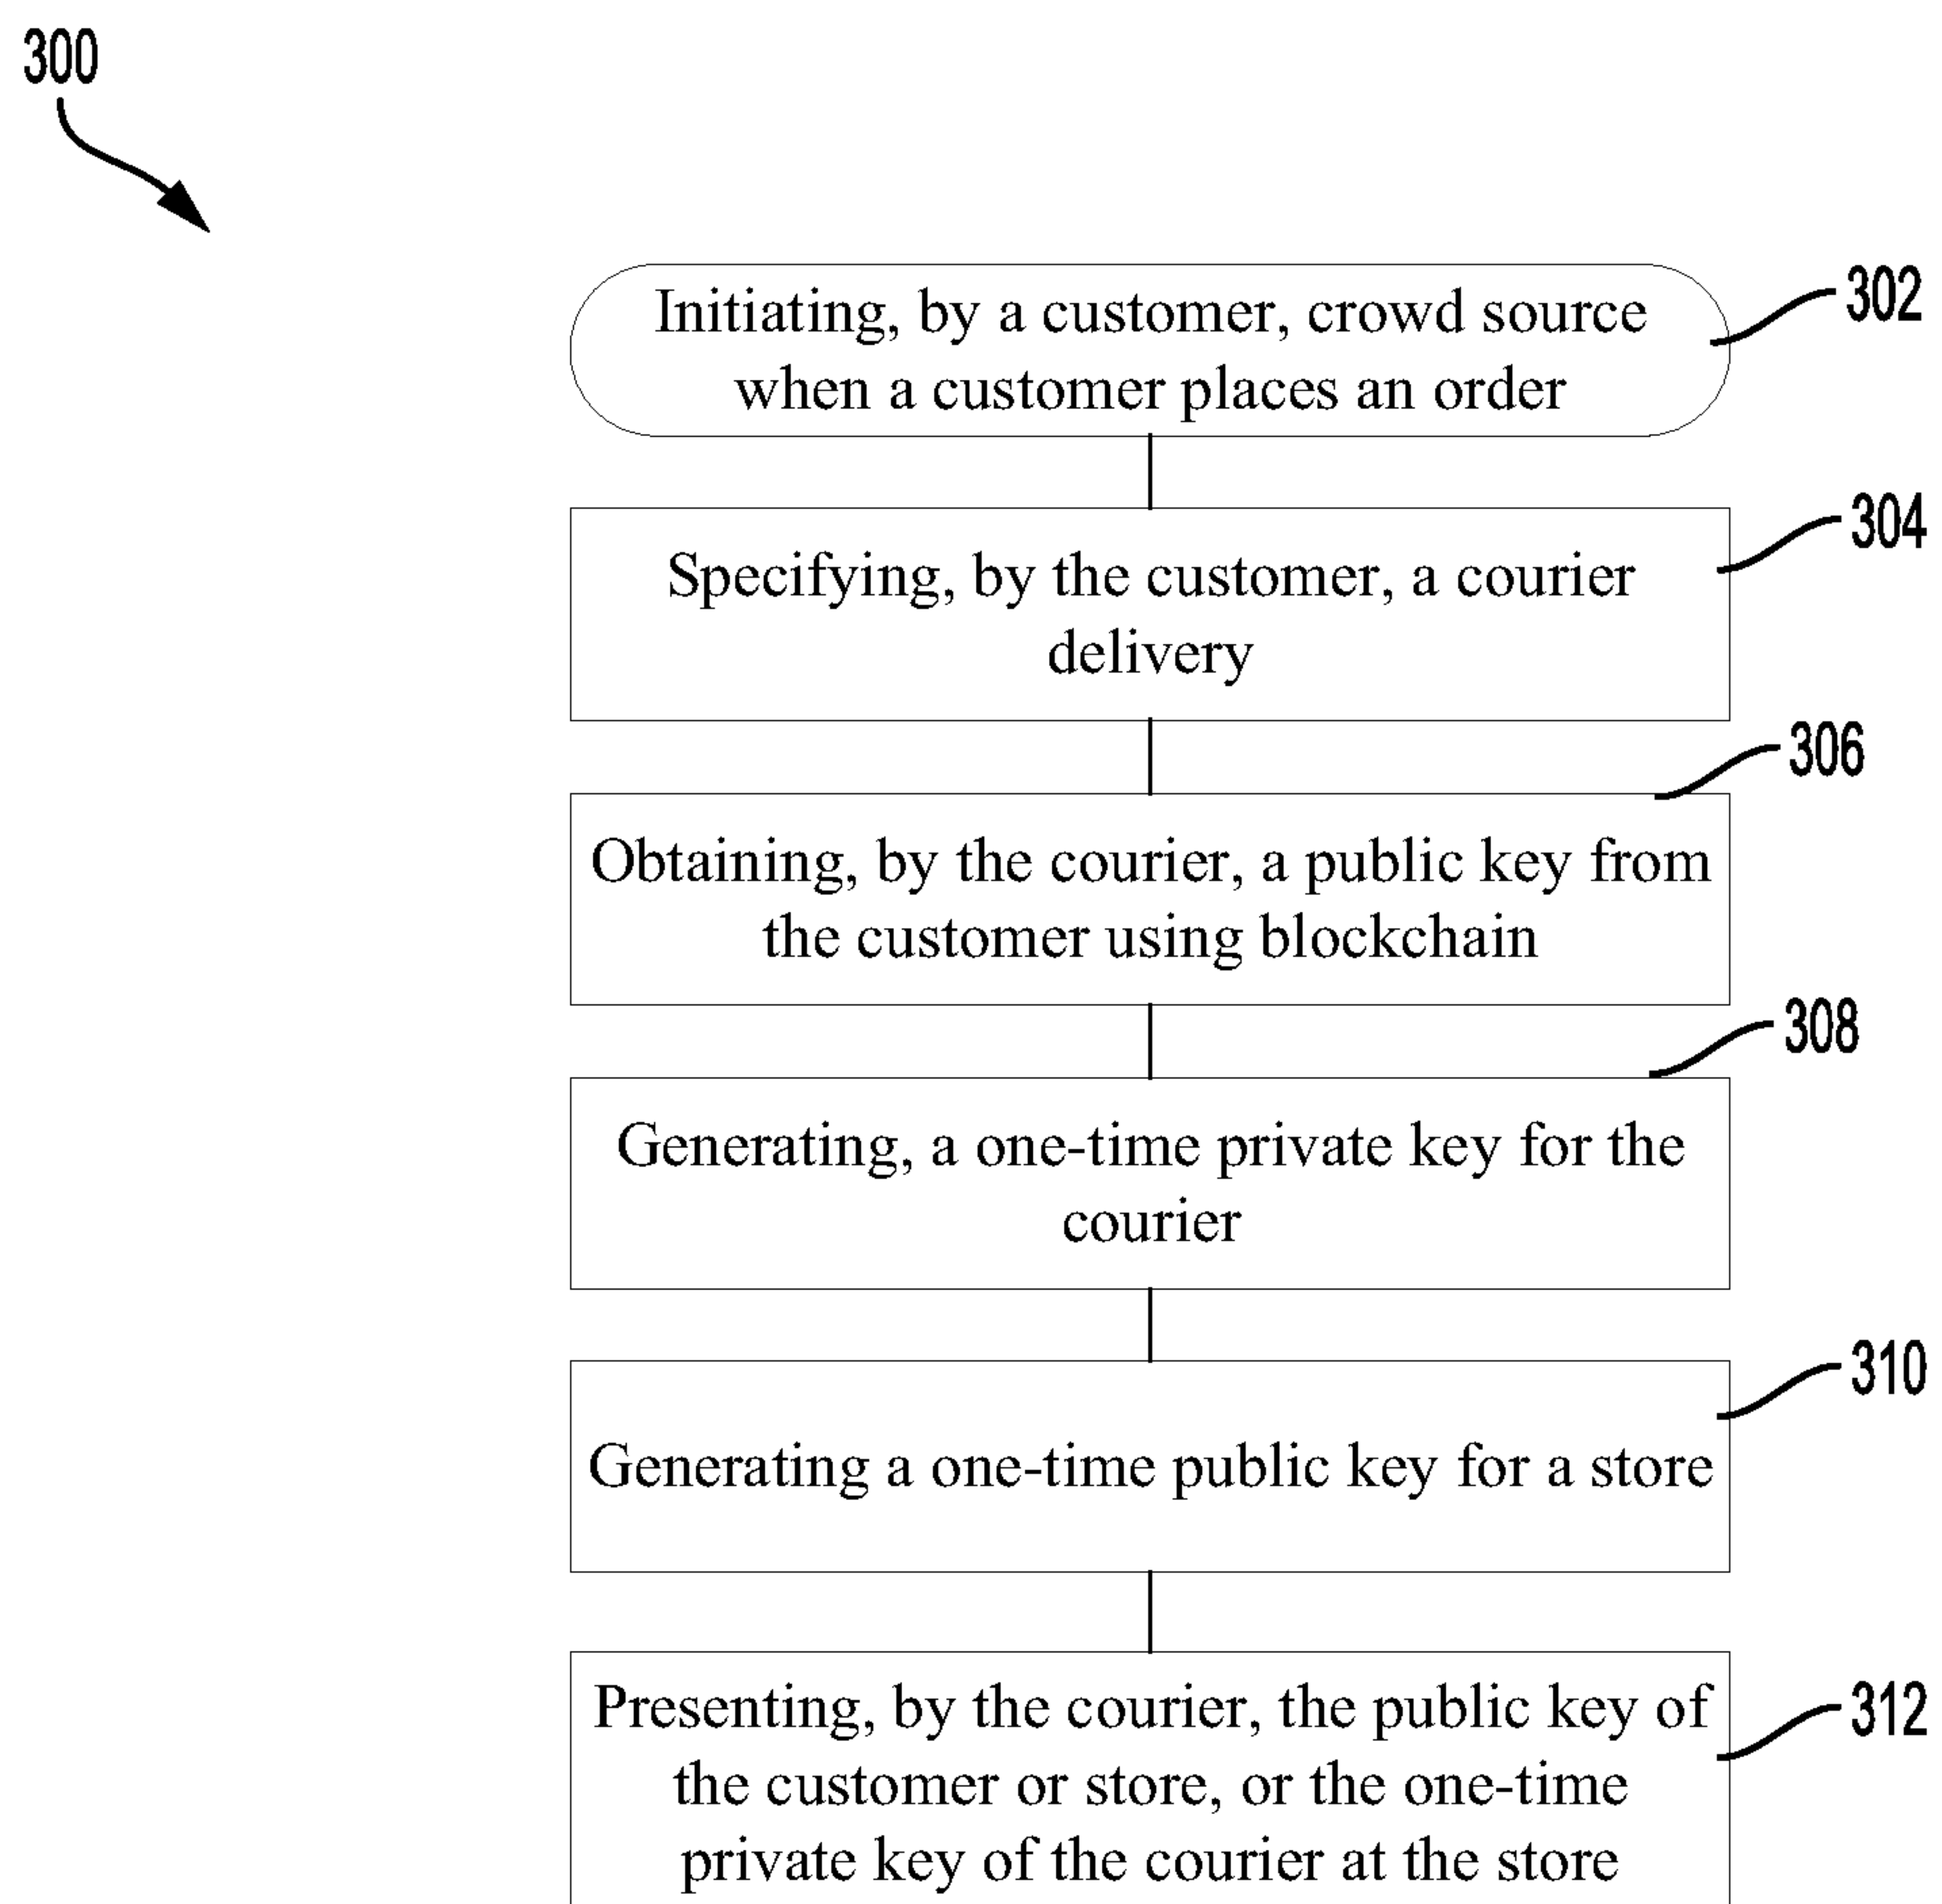 300
Initiating, by a customer, crowd source
when a customer places an order
302
Specifying, by the customer, a courier
delivery
304
306
Obtaining, by the courier, a public key from
the customer using blockchain
308
Generating, a one-time private key for the
courier
310
Generating a one-time public key for a store
Presenting, by the courier, the public key of
the customer or store, or the one-time
private key of the courier at the store
312